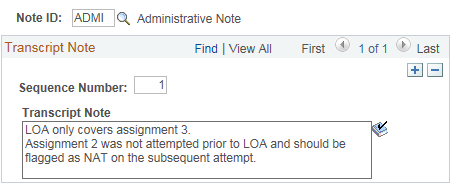 Note ID: ADMI Administrative Note
Transcript Note Find | View All First 1 of 1 Last
Sequence Number: 1
Transcript Note
LOA only covers assignment 3.
Assignment 2 was not attempted prior to LOA and should be
flagged as NAT on the subsequent attempt.